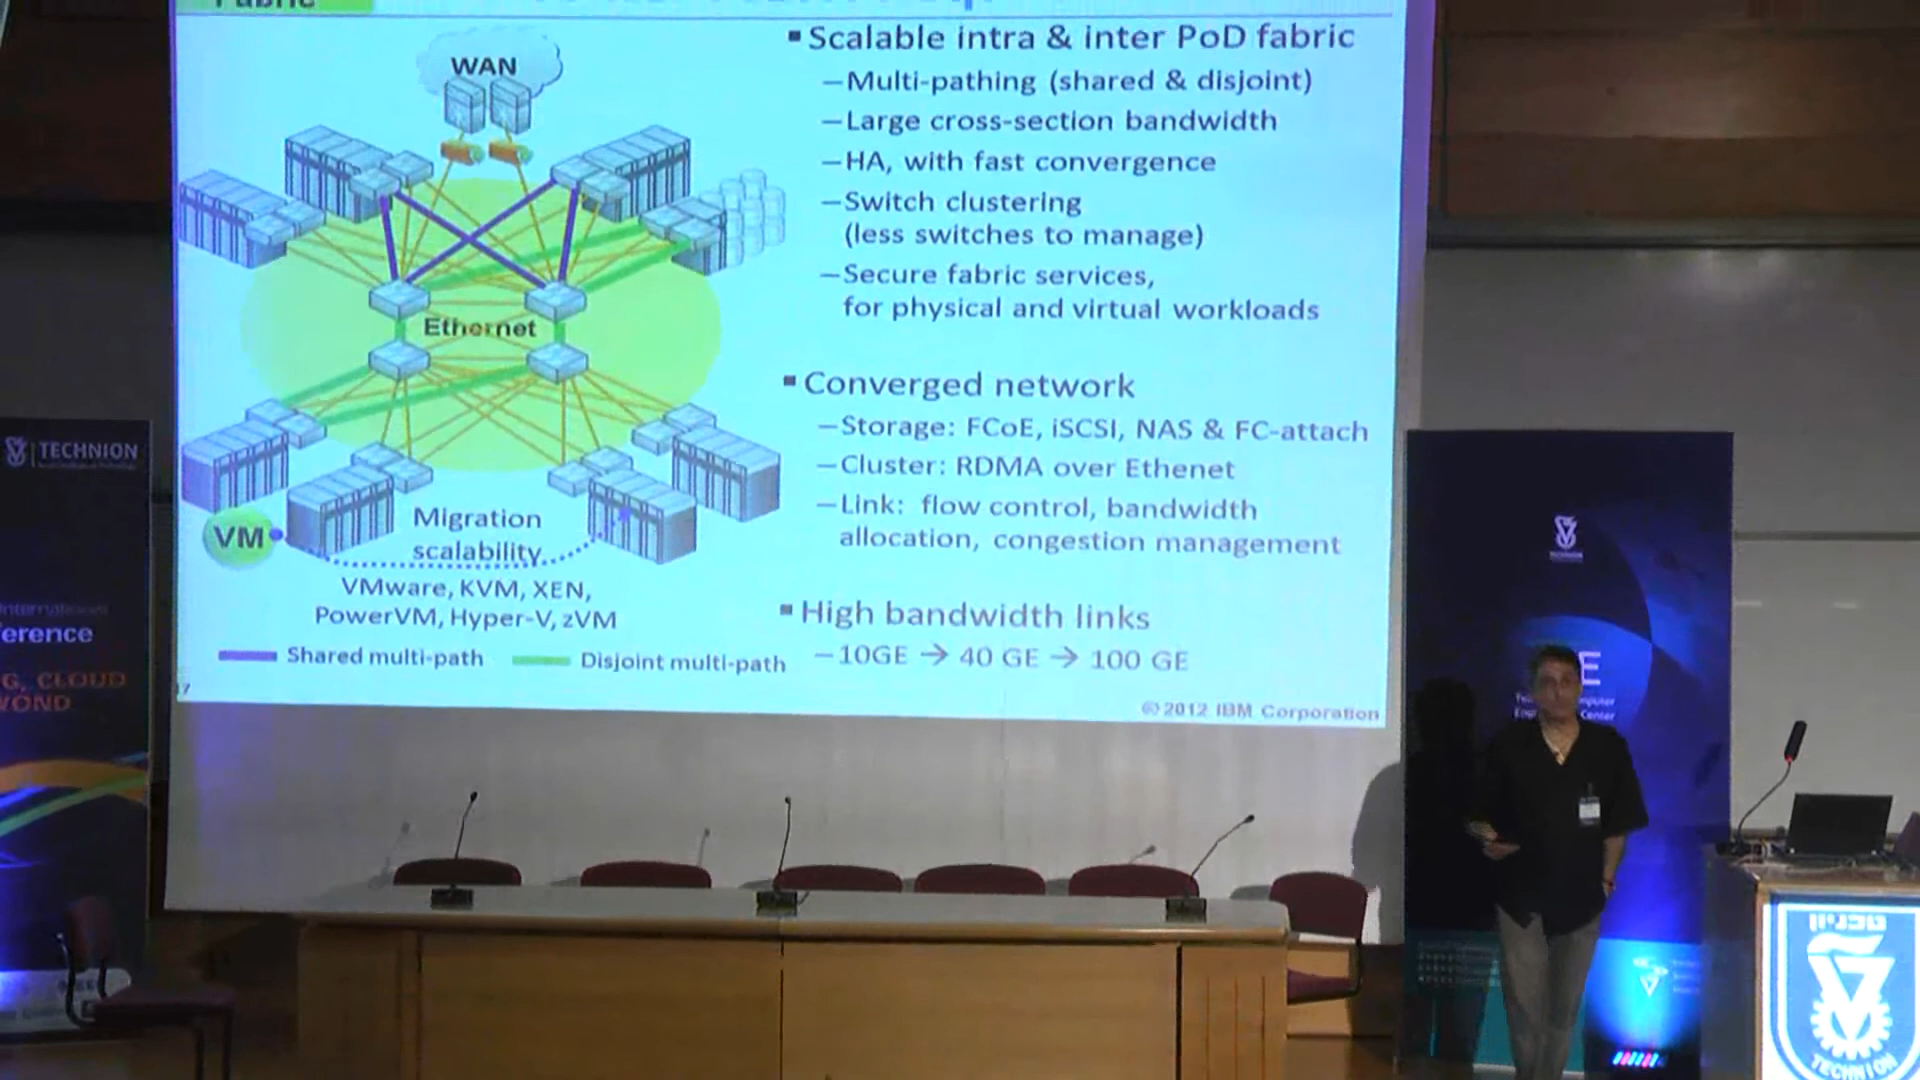 Fabric
WAN
Ethernet
VM
Migration
scalability
VMware, KVM, XEN,
PowerVM, Hyper-V, zVM
Shared multi-path
Disjoint multi-path
7
▪ Scalable intra & inter PoD fabric
– Multi-pathing (shared & disjoint)
– Large cross-section bandwidth
– HA, with fast convergence
– Switch clustering
(less switches to manage)
– Secure fabric services,
for physical and virtual workloads
▪ Converged network
– Storage: FCoE, iSCSI, NAS & FC-attach
– Cluster: RDMA over Ethenet
– Link: flow control, bandwidth
allocation, congestion management
▪ High bandwidth links
– 10GE → 40 GE → 100 GE
© 2012 IBM Corporation
TECHNION
erence
G, CLOUD
YOND
E
Center
TECHNION